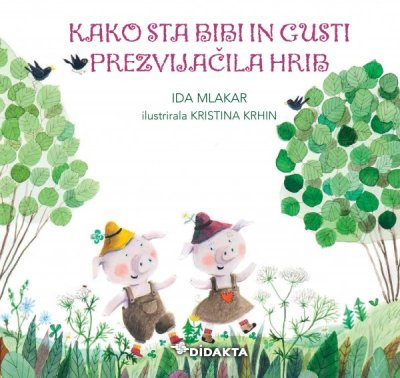 KAKO STA BIBI IN GUSTI
PREZVIJAČILA HRIB
IDA MLAKAR
ilustrirala KRISTINA KRHIN
DIDAKTA